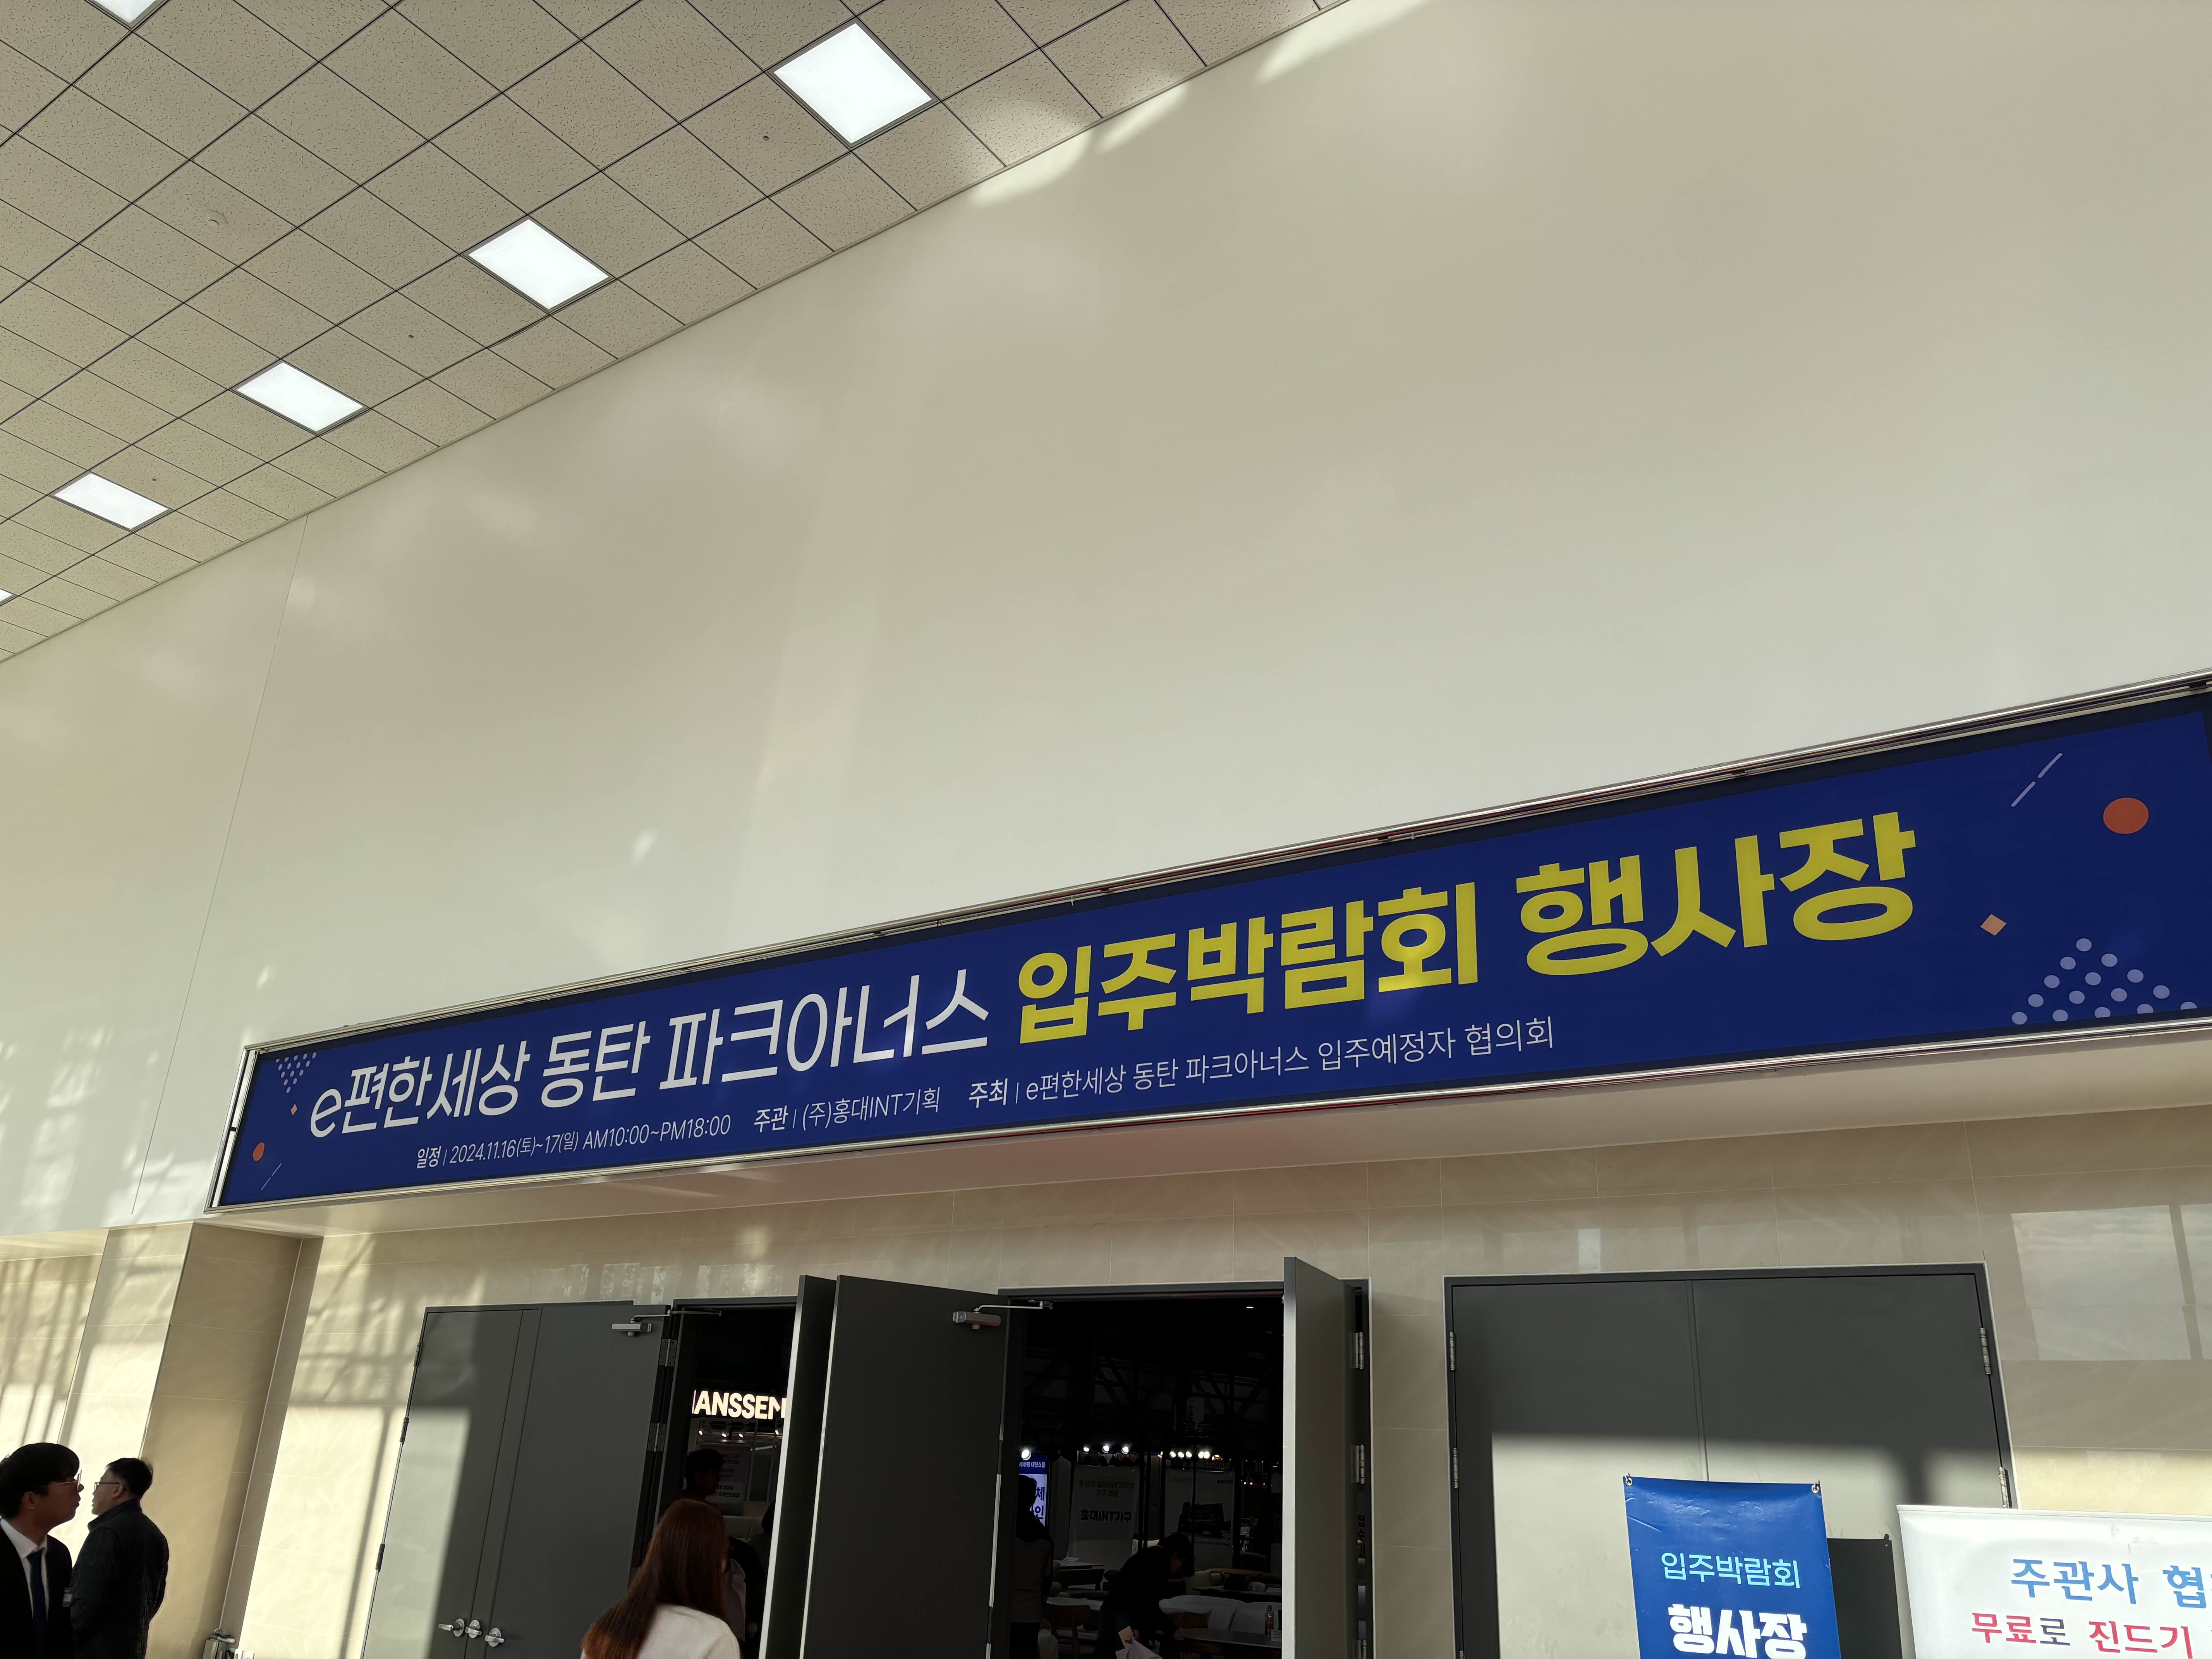 e편한세상 동탄 파크아너스 입주박람회 행사장
일정 | 2024.11.16(토)~17(일) AM10:00~PM18:00 주관 | (주)홍대INT기획 주최 | e편한세상 동탄 파크아너스 입주예정자 협의회
HANSSEM
홍대INT가구
입주박람회
행사장
주관사 협
무료로 진드기